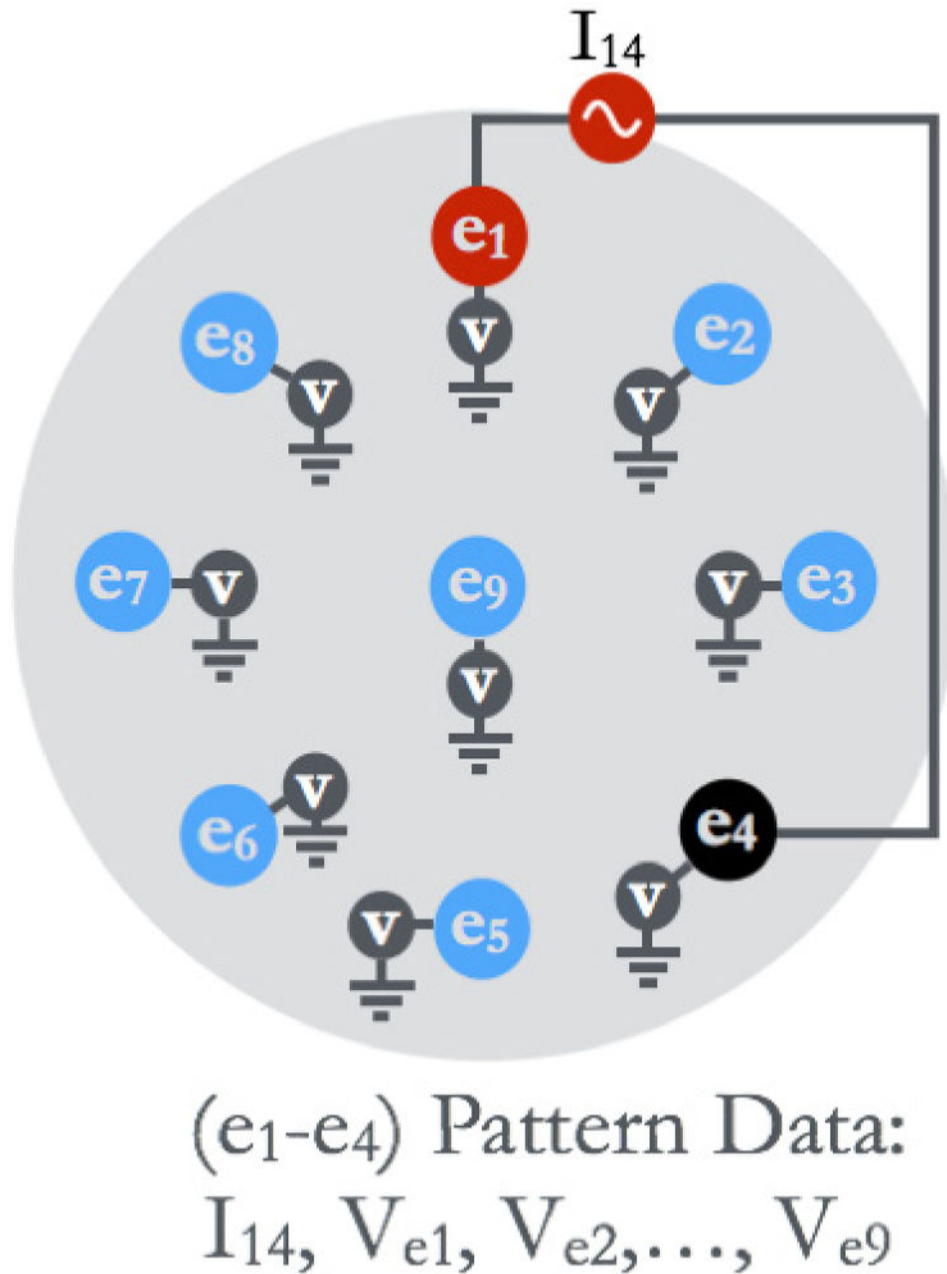 I₁₄
e₁
V
e₈
e₂
V
V
e₇
V
e₉
V
e₃
V
e₆
V
e₄
V
e₅
V
(e₁-e₄) Pattern Data:
I₁₄, Vₑ₁, Vₑ₂,..., Vₑ₉